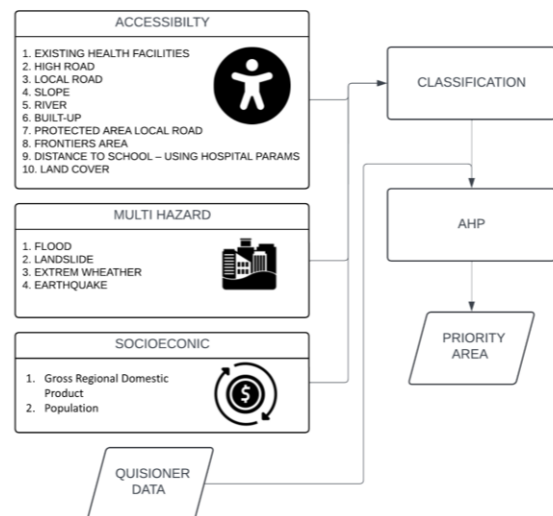 ACCESSIBILTY
1. EXISTING HEALTH FACILITIES
2. HIGH ROAD
3. LOCAL ROAD
4. SLOPE
5. RIVER
6. BUILT-UP
7. PROTECTED AREA LOCAL ROAD
8. FRONTIERS AREA
9. DISTANCE TO SCHOOL – USING HOSPITAL PARAMS
10. LAND COVER
MULTI HAZARD
1. FLOOD
2. LANDSLIDE
3. EXTREM WHEATHER
4. EARTHQUAKE
SOCIOECONIC
1. Gross Regional Domestic
Product
2. Population
$
QUISIONER
DATA
CLASSIFICATION
AHP
PRIORITY
AREA